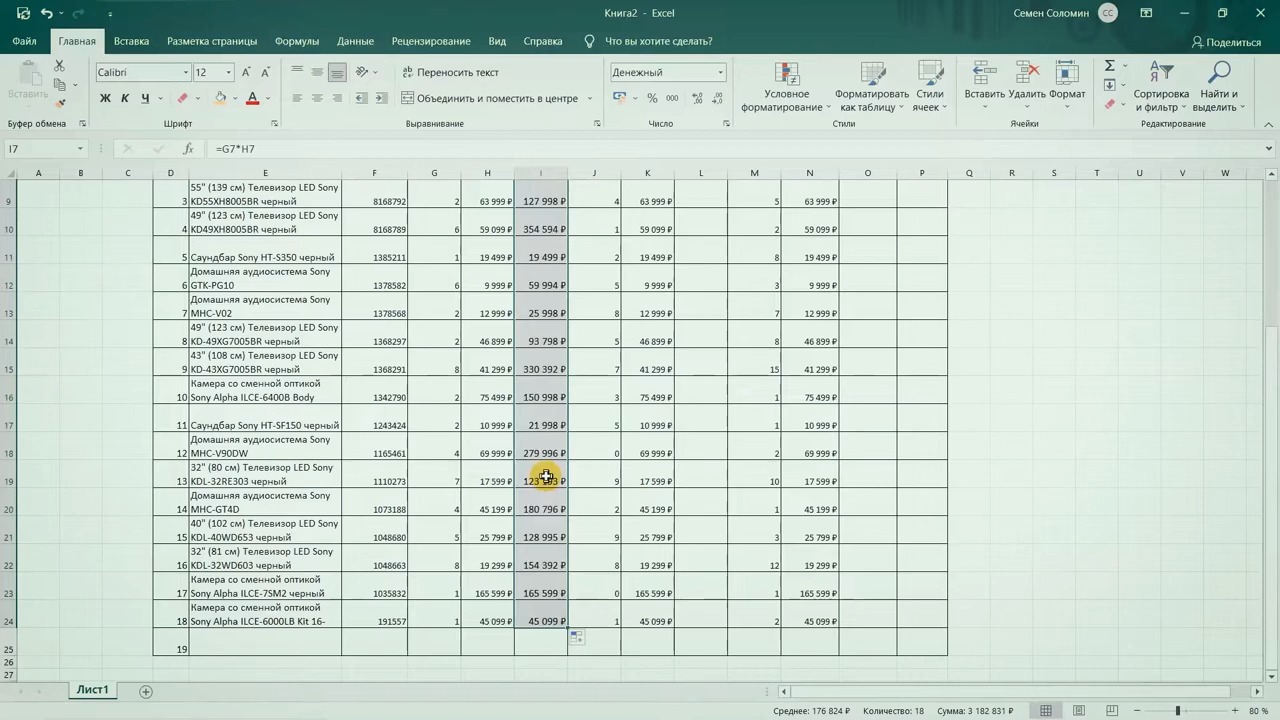 Книга2 - Excel
Семен Соломин СС
Файл Главная Вставка Разметка страницы Формулы Данные Рецензирование Вид Справка Что вы хотите сделать? Поделиться
Вставить
Calibri 12
Ж К Ч А
Переносить текст
Объединить и поместить в центре
Денежный
% 000
Условное форматирование
Форматировать как таблицу
Стили ячеек
Вставить Удалить Формат
Сортировка и фильтр
Найти и выделить
Буфер обмена Шрифт Выравнивание Число Стили Ячейки Редактирование
I7 fx =G7*H7
A B C D E F G H I J K L M N O P Q R S T U V W
55" (139 см) Телевизор LED Sony
9 3 KD55XH8005BR черный 8168792 2 63 999 ₽ 127 998 ₽ 4 63 999 ₽ 5 63 999 ₽
49" (123 см) Телевизор LED Sony
10 4 KD49XH8005BR черный 8168789 6 59 099 ₽ 354 594 ₽ 1 59 099 ₽ 2 59 099 ₽
11 5 Саундбар Sony HT-S350 черный 1385211 1 19 499 ₽ 19 499 ₽ 2 19 499 ₽ 8 19 499 ₽
Домашняя аудиосистема Sony
12 6 GTK-PG10 1378582 6 9 999 ₽ 59 994 ₽ 5 9 999 ₽ 3 9 999 ₽
Домашняя аудиосистема Sony
13 7 MHC-V02 1378568 2 12 999 ₽ 25 998 ₽ 8 12 999 ₽ 7 12 999 ₽
49" (123 см) Телевизор LED Sony
14 8 KD-49XG7005BR черный 1368297 2 46 899 ₽ 93 798 ₽ 5 46 899 ₽ 8 46 899 ₽
43" (108 см) Телевизор LED Sony
15 9 KD-43XG7005BR черный 1368291 8 41 299 ₽ 330 392 ₽ 7 41 299 ₽ 15 41 299 ₽
Камера со сменной оптикой
16 10 Sony Alpha ILCE-6400B Body 1342790 2 75 499 ₽ 150 998 ₽ 3 75 499 ₽ 1 75 499 ₽
17 11 Саундбар Sony HT-SF150 черный 1243424 2 10 999 ₽ 21 998 ₽ 5 10 999 ₽ 1 10 999 ₽
Домашняя аудиосистема Sony
18 12 MHC-V90DW 1165461 4 69 999 ₽ 279 996 ₽ 0 69 999 ₽ 2 69 999 ₽
32" (80 см) Телевизор LED Sony
19 13 KDL-32RE303 черный 1110273 7 17 599 ₽ 9 17 599 ₽ 10 17 599 ₽
Домашняя аудиосистема Sony
20 14 MHC-GT4D 1073188 4 45 199 ₽ 180 796 ₽ 2 45 199 ₽ 1 45 199 ₽
40" (102 см) Телевизор LED Sony
21 15 KDL-40WD653 черный 1048680 5 25 799 ₽ 128 995 ₽ 9 25 799 ₽ 3 25 799 ₽
32" (81 см) Телевизор LED Sony
22 16 KDL-32WD603 черный 1048663 8 19 299 ₽ 154 392 ₽ 8 19 299 ₽ 12 19 299 ₽
Камера со сменной оптикой
23 17 Sony Alpha ILCE-7SM2 черный 1035832 1 165 599 ₽ 165 599 ₽ 0 165 599 ₽ 1 165 599 ₽
Камера со сменной оптикой
24 18 Sony Alpha ILCE-6000LB Kit 16- 191557 1 45 099 ₽ 45 099 ₽ 1 45 099 ₽ 2 45 099 ₽
25 19
26
27
Лист1
Среднее: 176 824 ₽ Количество: 18 Сумма: 3 182 831 ₽ 80 %